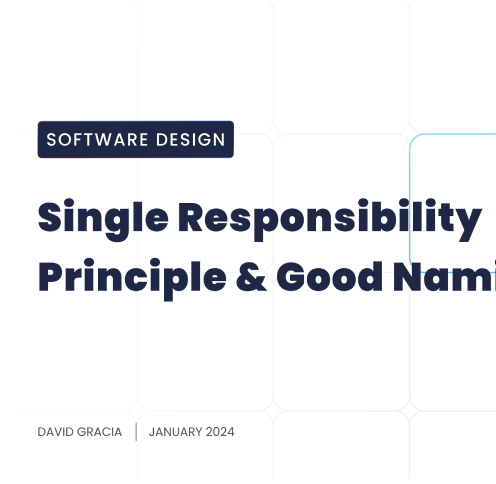 SOFTWARE DESIGN
Single Responsibility
Principle & Good Nami
DAVID GRACIA | JANUARY 2024